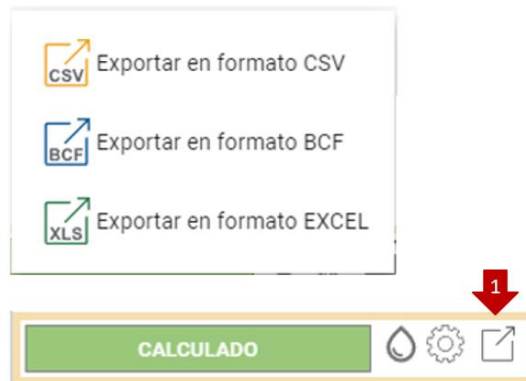 CSV Exportar en formato CSV
BCF Exportar en formato BCF
XLS Exportar en formato EXCEL
1
CALCULADO